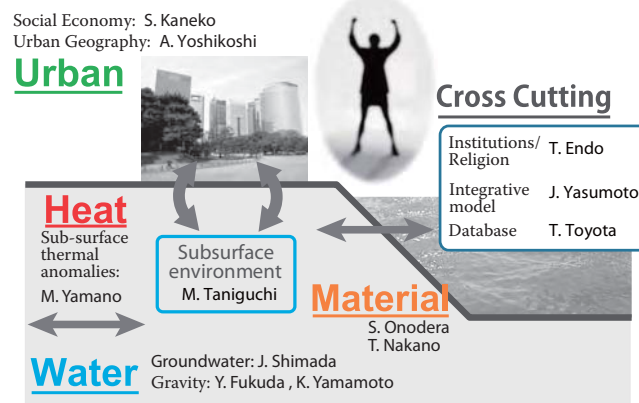 Social Economy: S. Kaneko
Urban Geography: A. Yoshikoshi
Urban
Cross Cutting
Institutions/ T. Endo
Religion
Integrative J. Yasumoto
model
Database T. Toyota
Heat
Sub-surface
thermal
anomalies:
M. Yamano
Subsurface
environment
M. Taniguchi
Material
S. Onodera
T. Nakano
Water
Groundwater: J. Shimada
Gravity: Y. Fukuda , K. Yamamoto